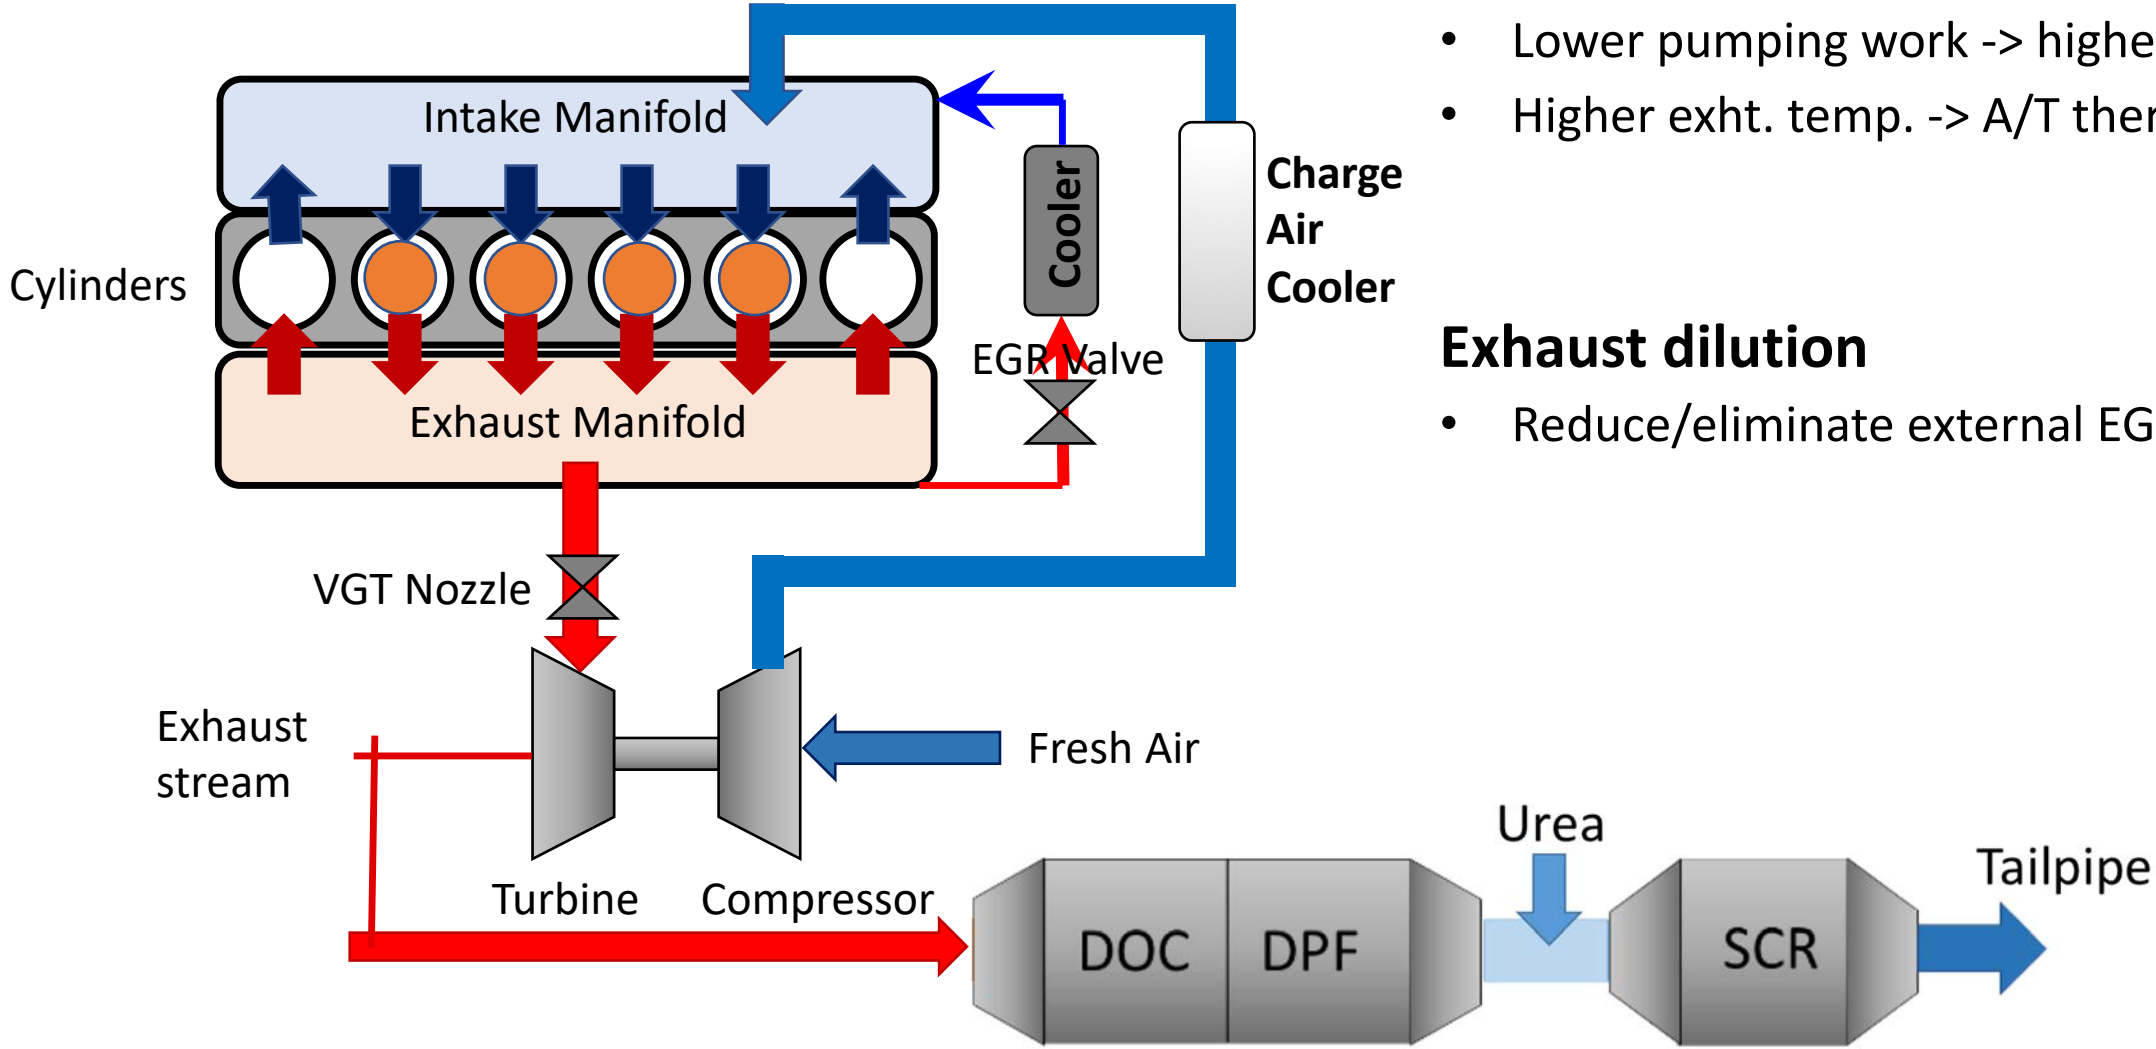 • Lower pumping work -> highe
• Higher exht. temp. -> A/T ther
Intake Manifold
Cooler
Charge
Air
Cooler
Cylinders
EGR Valve
Exhaust dilution
• Reduce/eliminate external EG
Exhaust Manifold
VGT Nozzle
Exhaust
stream
Fresh Air
Turbine
Compressor
Urea
Tailpipe
DOC
DPF
SCR